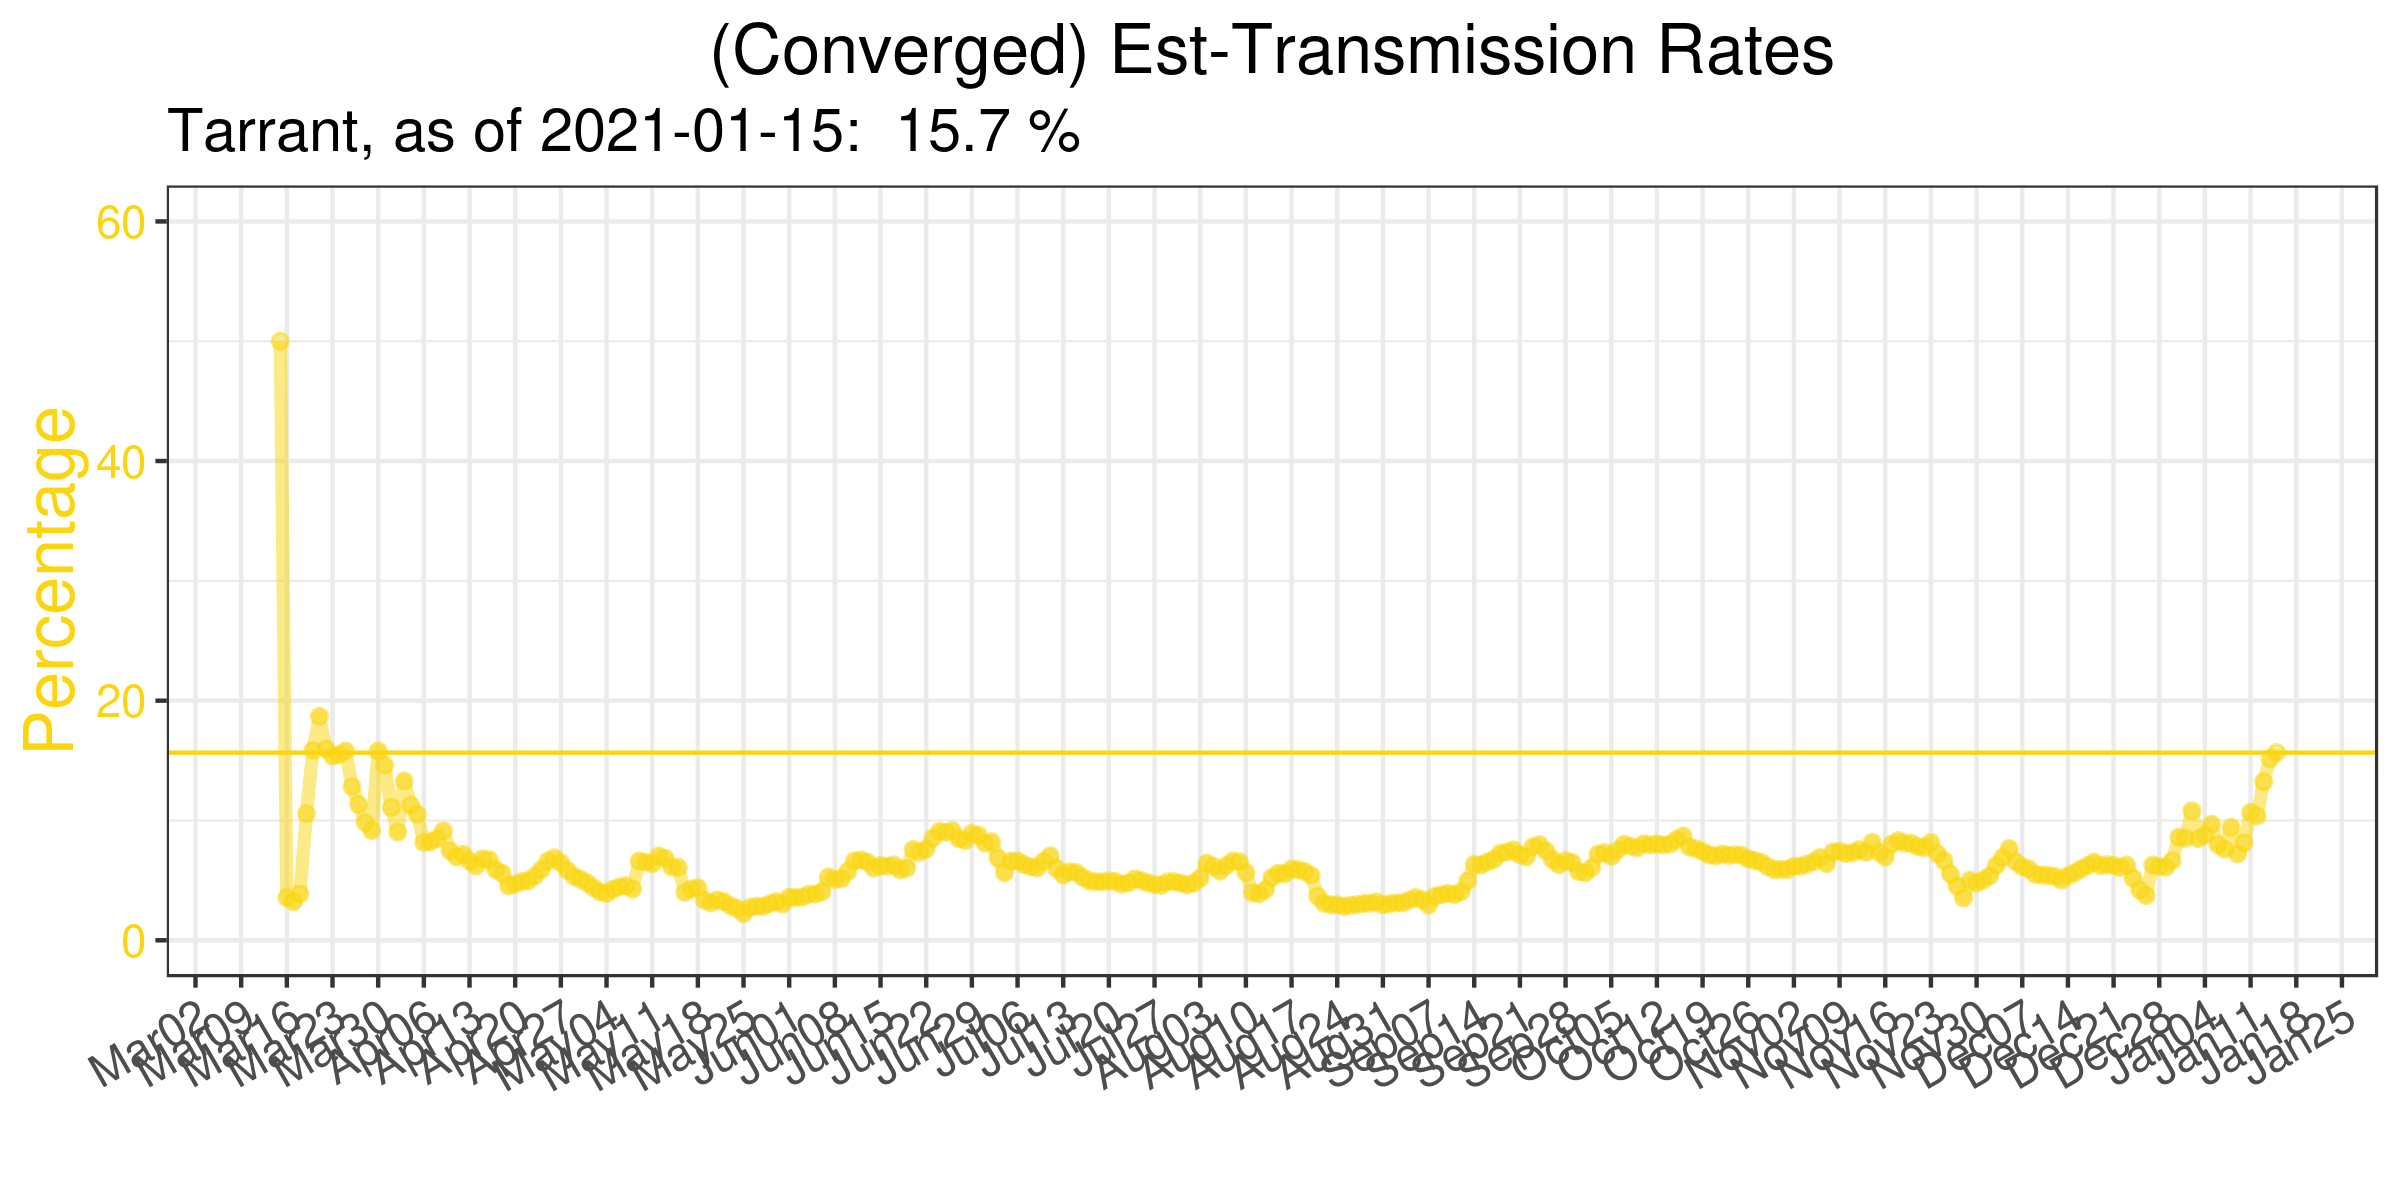 (Converged) Est-Transmission Rates
Tarrant, as of 2021-01-15: 15.7 %
Percentage
60
40
20
0
Mar02
Mar09
Mar16
Mar23
Mar30
Apr06
Apr13
Apr20
Apr27
May04
May11
May18
May25
Jun01
Jun08
Jun15
Jun22
Jun29
Jul06
Jul13
Jul20
Jul27
Aug03
Aug10
Aug17
Aug24
Aug31
Sep07
Sep14
Sep21
Sep28
Oct05
Oct12
Oct19
Oct26
Nov02
Nov09
Nov16
Nov23
Nov30
Dec07
Dec14
Dec21
Dec28
Jan04
Jan11
Jan18
Jan25